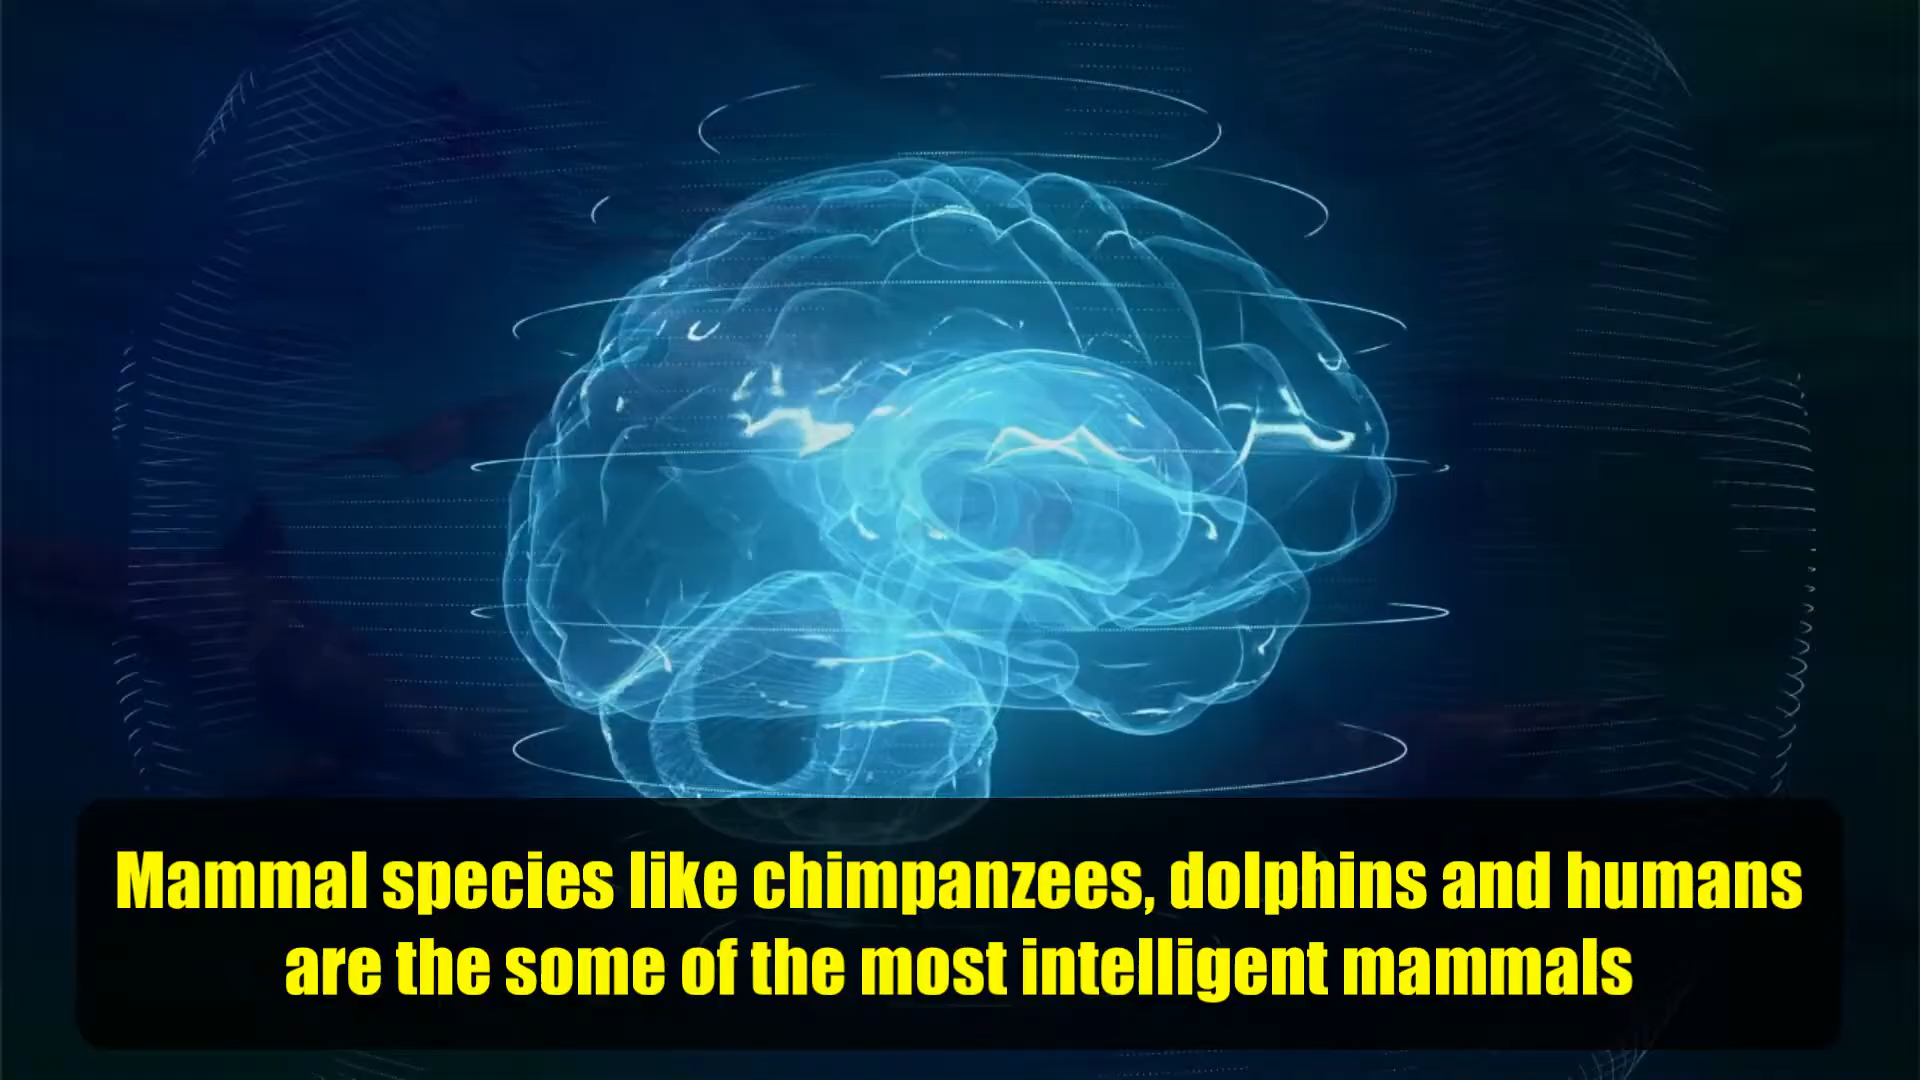 Mammal species like chimpanzees, dolphins and humans
are the some of the most intelligent mammals